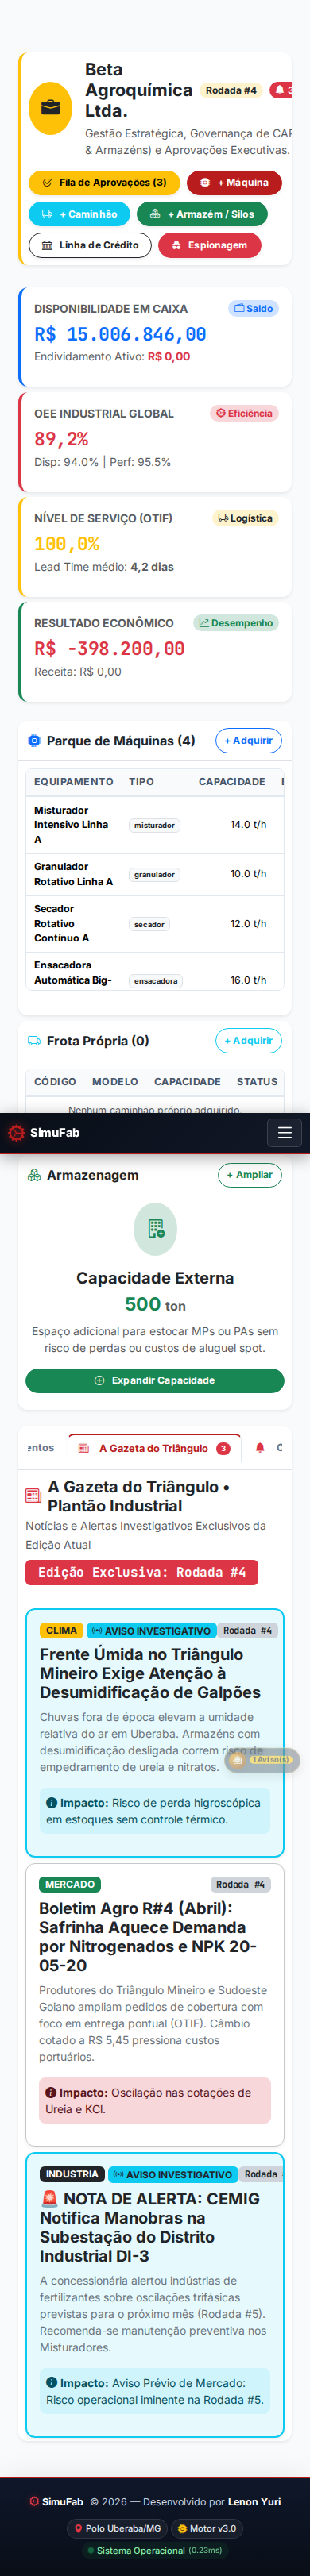 Beta
Agroquímica
Ltda.
Rodada #4
Gestão Estratégica, Governança de
& Armazéns) e Aprovações Executivas.
Fila de Aprovações (3)
+ Máquina
+ Caminhão
+ Armazém / Silos
Linha de Crédito
Espionagem
DISPONIBILIDADE EM CAIXA
Saldo
R$ 15.006.846,00
Endividamento Ativo: R$ 0,00
OEE INDUSTRIAL GLOBAL
Eficiência
89,2%
Disp: 94.0% | Perf: 95.5%
NÍVEL DE SERVIÇO (OTIF)
Logística
100,0%
Lead Time médio: 4,2 dias
RESULTADO ECONÔMICO
Desempenho
R$ -398.200,00
Receita: R$ 0,00
Parque de Máquinas (4)
+ Adquirir
EQUIPAMENTO TIPO CAPACIDADE
Misturador
Intensivo Linha
A
misturador
14.0 t/h
Granulador
Rotativo Linha A
granulador
10.0 t/h
Secador
Rotativo
Contínuo A
secador
12.0 t/h
Ensacadora
Automática Big-
ensacadora
16.0 t/h
Frota Própria (0)
+ Adquirir
CÓDIGO MODELO CAPACIDADE STATUS
Nenhum caminhão próprio adquirido.
SimuFab
Armazenagem
+ Ampliar
Capacidade Externa
500 ton
Espaço adicional para estocar MPs ou PAs sem
risco de perdas ou custos de aluguel spot.
Expandir Capacidade
entos
A Gazeta do Triângulo 3
A Gazeta do Triângulo •
Plantão Industrial
Notícias e Alertas Investigativos Exclusivos da
Edição Atual
Edição Exclusiva: Rodada #4
CLIMA AVISO INVESTIGATIVO Rodada #4
Frente Úmida no Triângulo
Mineiro Exige Atenção à
Desumidificação de Galpões
Chuvas fora de época elevam a umidade
relativa do ar em Uberaba. Armazéns com
desumidificação desligada correm risco de
empedramento de ureia e nitratos.
1 Aviso(s)
Impacto: Risco de perda higroscópica
em estoques sem controle térmico.
MERCADO Rodada #4
Boletim Agro R#4 (Abril):
Safrinha Aquece Demanda
por Nitrogenados e NPK 20-
05-20
Produtores do Triângulo Mineiro e Sudoeste
Goiano ampliam pedidos de cobertura com
foco em entrega pontual (OTIF). Câmbio
cotado a R$ 5,45 pressiona custos
portuários.
Impacto: Oscilação nas cotações de
Ureia e KCl.
INDUSTRIA AVISO INVESTIGATIVO Rodada
🚨 NOTA DE ALERTA: CEMIG
Notifica Manobras na
Subestação do Distrito
Industrial DI-3
A concessionária alertou indústrias de
fertilizantes sobre oscilações trifásicas
previstas para o próximo mês (Rodada #5).
Recomenda-se manutenção preventiva nos
Misturadores.
Impacto: Aviso Prévio de Mercado:
Risco operacional iminente na Rodada #5.
SimuFab © 2026 — Desenvolvido por Lenon Yuri
Polo Uberaba/MG
Motor v3.0
Sistema Operacional (0.23ms)